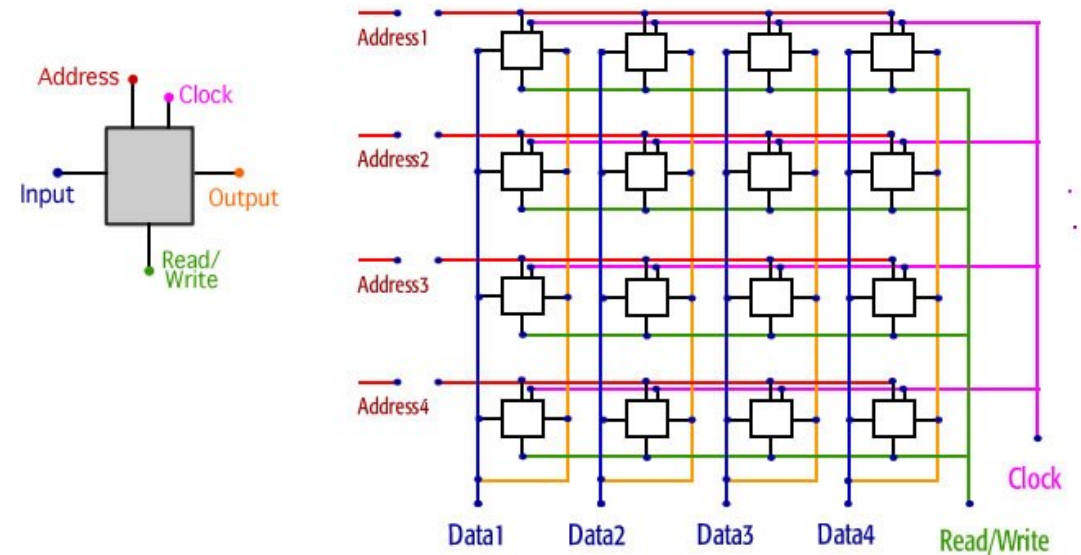 Address
Clock
Input
Output
Read/
Write
Address1
Address2
Address3
Address4
Clock
Data1
Data2
Data3
Data4
Read/Write